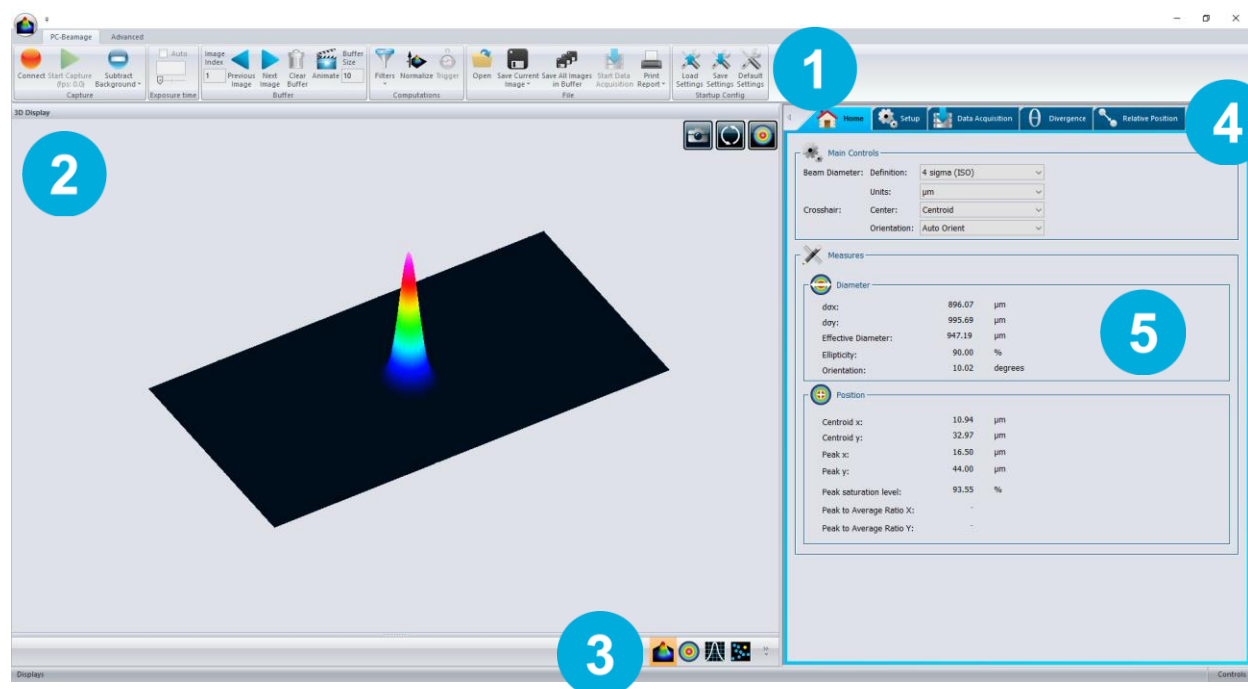 PC-Beamage Advanced
Connect Start Capture (fps: 0.0) Subtract Background
Capture
Auto
Exposure time
Image Index 1 Previous Image Next Image Clear Buffer Animate Buffer Size 10
Buffer
Filters Normalize Trigger
Computations
Open Save Current Image Save All Images in Buffer Start Data Acquisition Print Report
File
Load Settings Save Settings Default Settings
Startup Config
1
3D Display
2
Home Setup Data Acquisition Divergence Relative Position
4
Main Controls
Beam Diameter: Definition: 4 sigma (ISO)
Units: µm
Crosshair: Center: Centroid
Orientation: Auto Orient
Measures
Diameter
dσx: 896.07 µm
dσy: 995.69 µm
Effective Diameter: 947.19 µm
Ellipticity: 90.00 %
Orientation: 10.02 degrees
5
Position
Centroid x: 10.94 µm
Centroid y: 32.97 µm
Peak x: 16.50 µm
Peak y: 44.00 µm
Peak saturation level: 93.55 %
Peak to Average Ratio X: -
Peak to Average Ratio Y: -
3
Displays
Controls